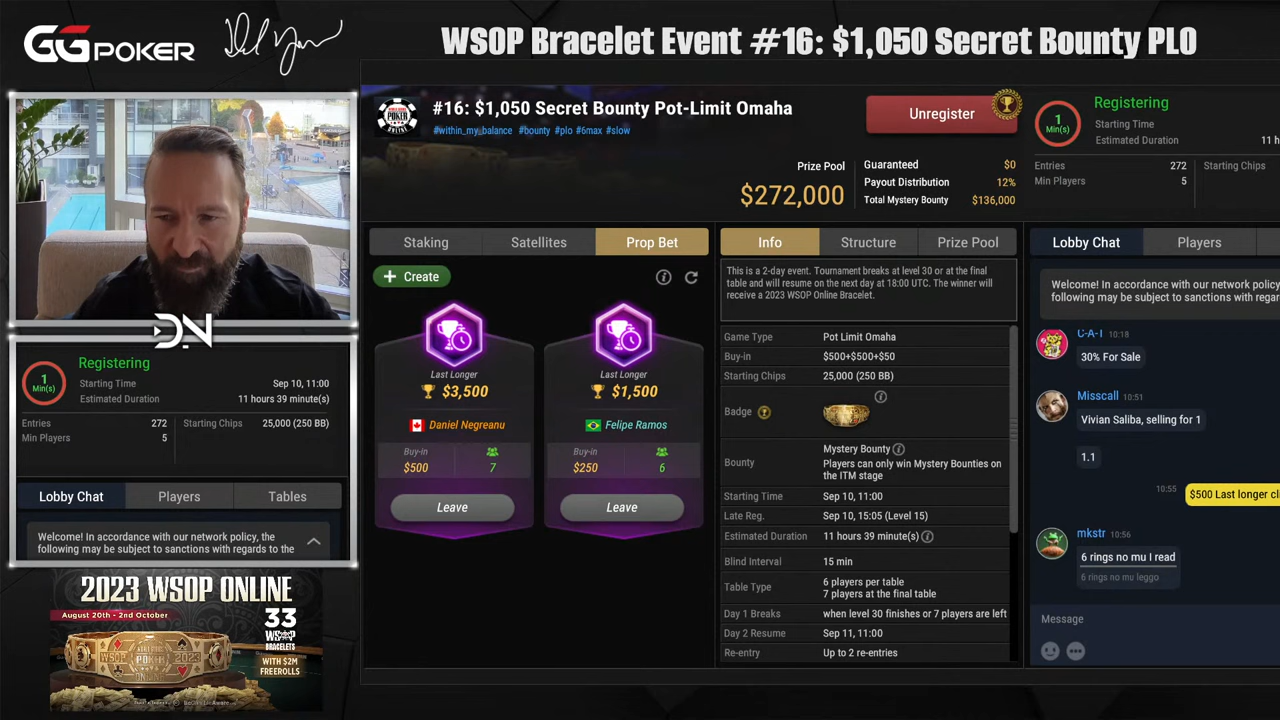 GGPOKER
WSOP Bracelet Event #16: $1,050 Secret Bounty PLO
DN
Registering
1
Min(s)
Starting Time Sep 10, 11:00
Estimated Duration 11 hours 39 minute(s)
Entries 272 Starting Chips 25,000 (250 BB)
Min Players 5
Lobby Chat Players Tables
Welcome! In accordance with our network policy, the
following may be subject to sanctions with regards to the
2023 WSOP ONLINE
August 20th - 2nd October
33
WSOP
BRACELETS
WITH $2M
FREEROLLS
WSOP
POKER
2023
ONLINE
#16: $1,050 Secret Bounty Pot-Limit Omaha
#within_my_balance #bounty #plo #6max #slow
Unregister
Prize Pool
$272,000
Guaranteed $0
Payout Distribution 12%
Total Mystery Bounty $136,000
Staking Satellites Prop Bet
+ Create
Last Longer
$3,500
Daniel Negreanu
Buy-in
$500 7
Leave
Last Longer
$1,500
Felipe Ramos
Buy-in
$250 6
Leave
Info Structure Prize Pool
This is a 2-day event. Tournament breaks at level 30 or at the final
table and will resume on the next day at 18:00 UTC. The winner will
receive a 2023 WSOP Online Bracelet.
Game Type Pot Limit Omaha
Buy-in $500+$500+$50
Starting Chips 25,000 (250 BB)
Badge
Bounty Mystery Bounty
Players can only win Mystery Bounties on
the ITM stage
Starting Time Sep 10, 11:00
Late Reg. Sep 10, 15:05 (Level 15)
Estimated Duration 11 hours 39 minute(s)
Blind Interval 15 min
Table Type 6 players per table
7 players at the final table
Day 1 Breaks when level 30 finishes or 7 players are left
Day 2 Resume Sep 11, 11:00
Re-entry Up to 2 re-entries
1
Min(s)
Registering
Starting Time
Estimated Duration 11 h
Entries 272 Starting Chips
Min Players 5
Lobby Chat Players
Welcome! In accordance with our network policy,
following may be subject to sanctions with regar
C-A-T 10:18
30% For Sale
Misscall 10:51
Vivian Saliba, selling for 1
1.1
10:55 $500 Last longer cli
mkstr 10:56
6 rings no mu I read
6 rings no mu leggo
Message